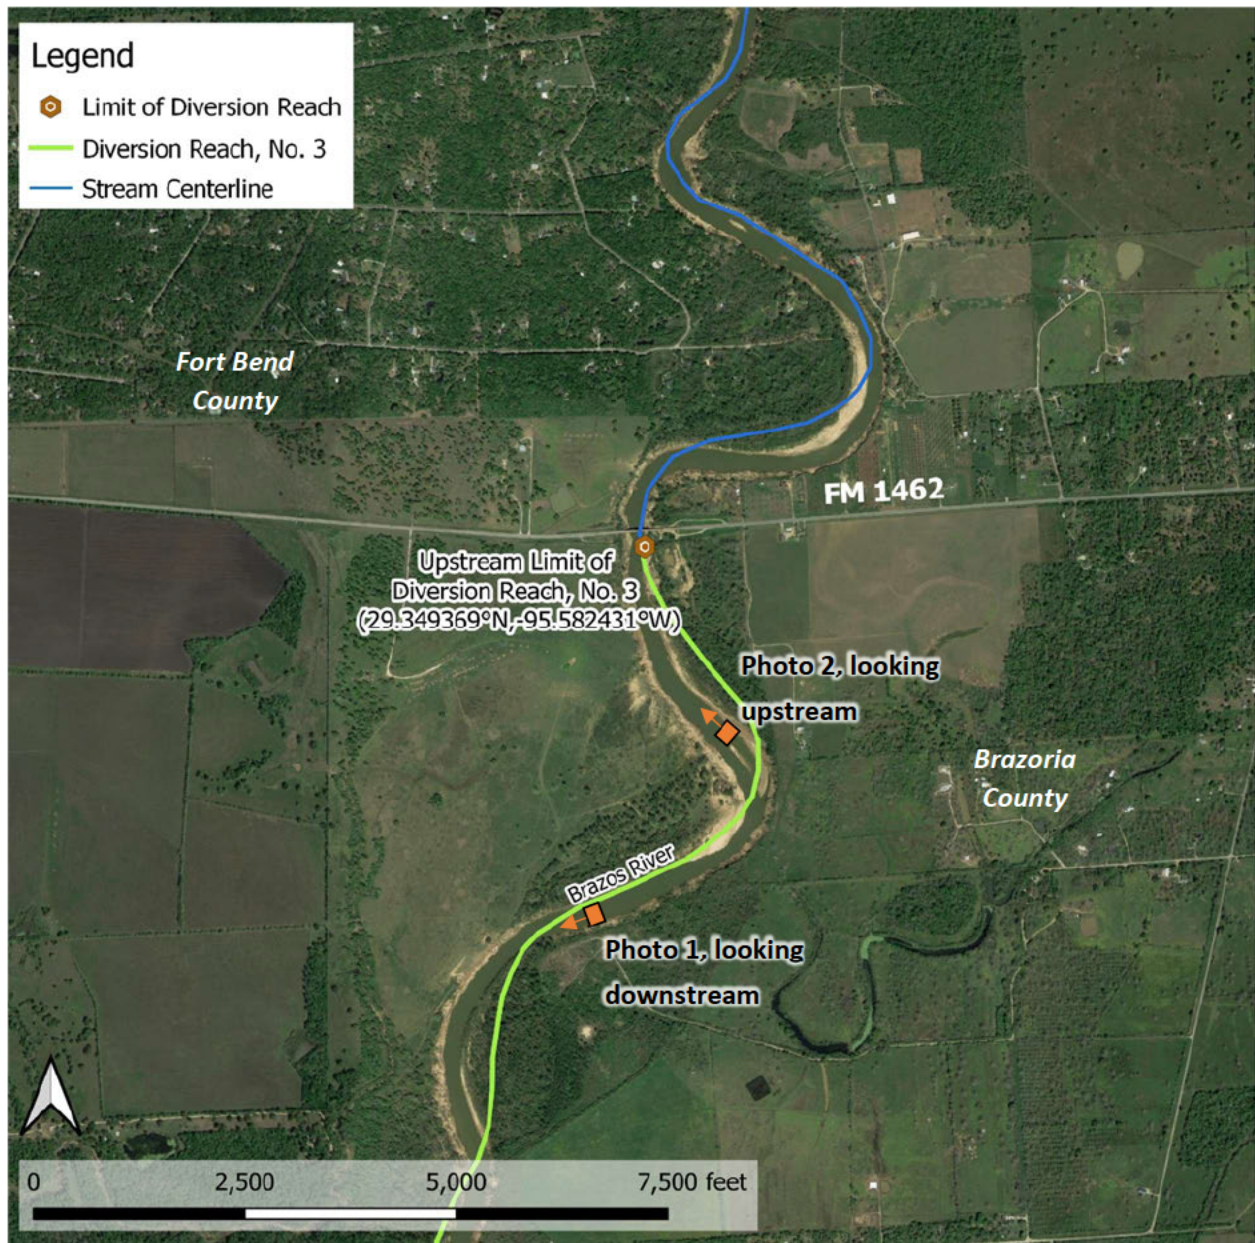 Legend
Limit of Diversion Reach
Diversion Reach, No. 3
Stream Centerline
Fort Bend
County
FM 1462
Upstream Limit of
Diversion Reach, No. 3
(29.349369°N,-95.582431°W)
Photo 2, looking
upstream
Brazoria
County
Brazos River
Photo 1, looking
downstream
0 2,500 5,000 7,500 feet